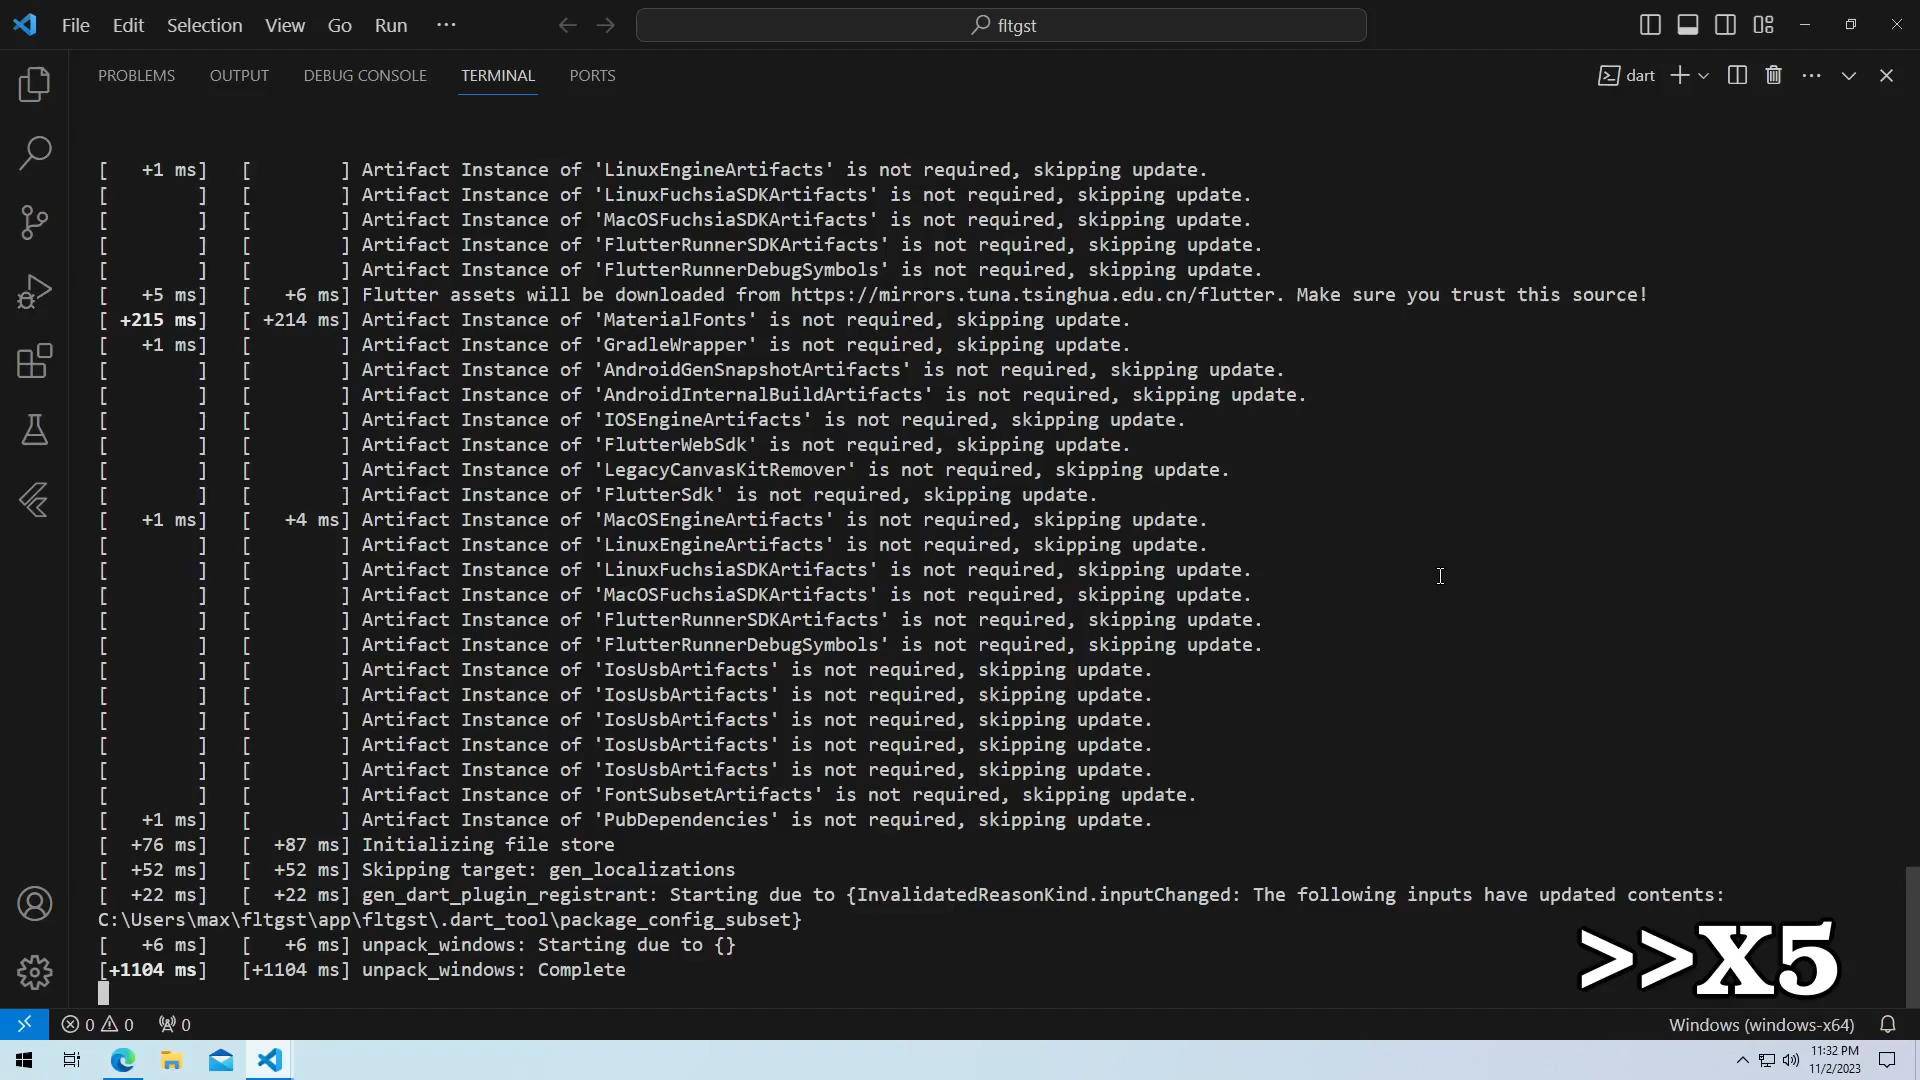 File Edit Selection View Go Run ··· fltgst
PROBLEMS OUTPUT DEBUG CONSOLE TERMINAL PORTS dart
[   +1 ms]   [        ] Artifact Instance of 'LinuxEngineArtifacts' is not required, skipping update.
[        ]   [        ] Artifact Instance of 'LinuxFuchsiaSDKArtifacts' is not required, skipping update.
[        ]   [        ] Artifact Instance of 'MacOSFuchsiaSDKArtifacts' is not required, skipping update.
[        ]   [        ] Artifact Instance of 'FlutterRunnerSDKArtifacts' is not required, skipping update.
[        ]   [        ] Artifact Instance of 'FlutterRunnerDebugSymbols' is not required, skipping update.
[   +5 ms]   [   +6 ms] Flutter assets will be downloaded from https://mirrors.tuna.tsinghua.edu.cn/flutter. Make sure you trust this source!
[ +215 ms]   [ +214 ms] Artifact Instance of 'MaterialFonts' is not required, skipping update.
[   +1 ms]   [        ] Artifact Instance of 'GradleWrapper' is not required, skipping update.
[        ]   [        ] Artifact Instance of 'AndroidGenSnapshotArtifacts' is not required, skipping update.
[        ]   [        ] Artifact Instance of 'AndroidInternalBuildArtifacts' is not required, skipping update.
[        ]   [        ] Artifact Instance of 'IOSEngineArtifacts' is not required, skipping update.
[        ]   [        ] Artifact Instance of 'FlutterWebSdk' is not required, skipping update.
[        ]   [        ] Artifact Instance of 'LegacyCanvasKitRemover' is not required, skipping update.
[        ]   [        ] Artifact Instance of 'FlutterSdk' is not required, skipping update.
[   +1 ms]   [   +4 ms] Artifact Instance of 'MacOSEngineArtifacts' is not required, skipping update.
[        ]   [        ] Artifact Instance of 'LinuxEngineArtifacts' is not required, skipping update.
[        ]   [        ] Artifact Instance of 'LinuxFuchsiaSDKArtifacts' is not required, skipping update.
[        ]   [        ] Artifact Instance of 'MacOSFuchsiaSDKArtifacts' is not required, skipping update.
[        ]   [        ] Artifact Instance of 'FlutterRunnerSDKArtifacts' is not required, skipping update.
[        ]   [        ] Artifact Instance of 'FlutterRunnerDebugSymbols' is not required, skipping update.
[        ]   [        ] Artifact Instance of 'IosUsbArtifacts' is not required, skipping update.
[        ]   [        ] Artifact Instance of 'IosUsbArtifacts' is not required, skipping update.
[        ]   [        ] Artifact Instance of 'IosUsbArtifacts' is not required, skipping update.
[        ]   [        ] Artifact Instance of 'IosUsbArtifacts' is not required, skipping update.
[        ]   [        ] Artifact Instance of 'IosUsbArtifacts' is not required, skipping update.
[        ]   [        ] Artifact Instance of 'FontSubsetArtifacts' is not required, skipping update.
[   +1 ms]   [        ] Artifact Instance of 'PubDependencies' is not required, skipping update.
[  +76 ms]   [  +87 ms] Initializing file store
[  +52 ms]   [  +52 ms] Skipping target: gen_localizations
[  +22 ms]   [  +22 ms] gen_dart_plugin_registrant: Starting due to {InvalidatedReasonKind.inputChanged: The following inputs have updated contents:
C:\Users\max\fltgst\app\fltgst\.dart_tool\package_config_subset}
[   +6 ms]   [   +6 ms] unpack_windows: Starting due to {}
[+1104 ms]   [+1104 ms] unpack_windows: Complete
>>X5
0 0 0 Windows (windows-x64)
11:32 PM
11/2/2023